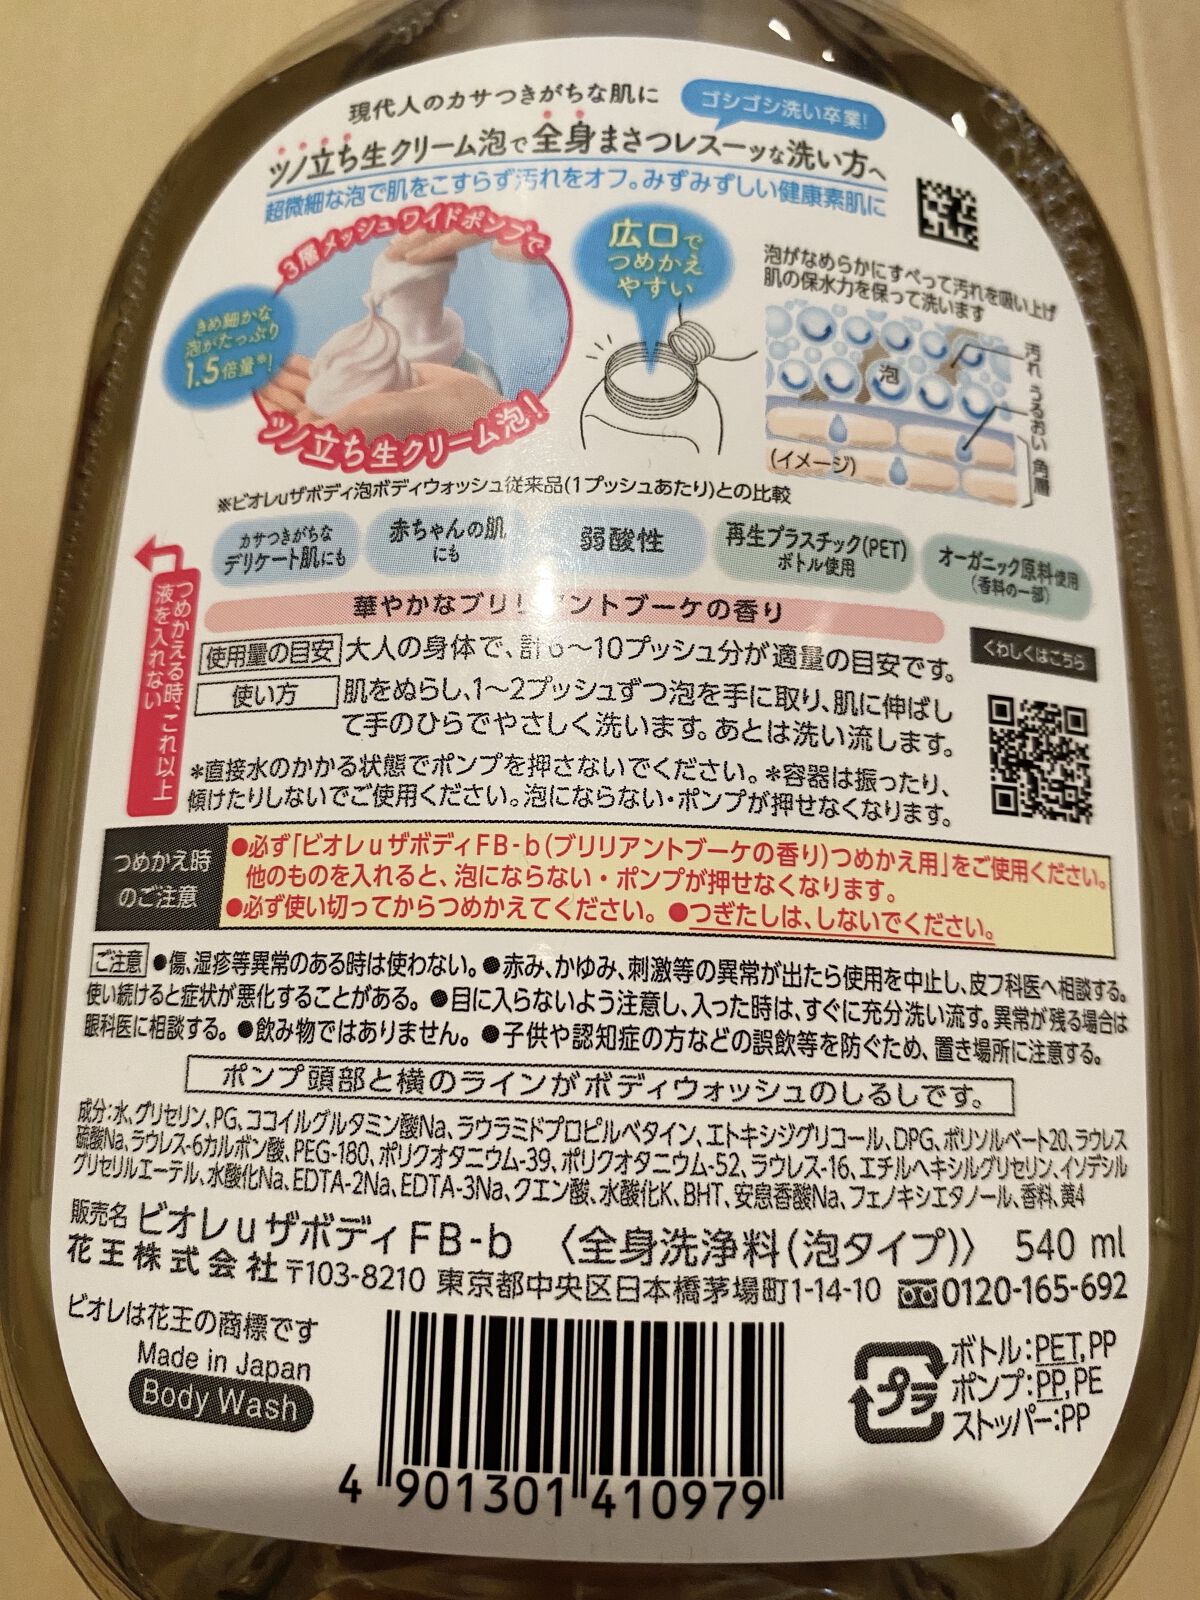 現代人のカサつきがちな肌に
ゴシゴシ洗い卒業!
ツノ立ち生クリーム泡で全身まさつレスーッな洗い方へ
超微細な泡で肌をこすらず汚れをオフ。みずみずしい健康素肌に
3層メッシュワイドポンプで
きめ細かな
泡がたっぷり
1.5倍量※!
ツノ立ち生クリーム泡!
広口で
つめかえ
やすい
泡がなめらかにすべって汚れを吸い上げ
肌の保水力を保って洗います
汚れ
うるおい
角層
泡
(イメージ)
※ビオレuザボディ泡ボディウォッシュ従来品(1プッシュあたり)との比較
カサつきがちな
デリケート肌にも
赤ちゃんの肌
にも
弱酸性
再生プラスチック(PET)
ボトル使用
オーガニック原料使用
(香料の一部)
つめかえる時、これ以上
液を入れない
華やかなブリリアントブーケの香り
使用量の目安 大人の身体で、計6〜10プッシュ分が適量の目安です。
くわしくはこちら
使い方 肌をぬらし、1〜2プッシュずつ泡を手に取り、肌に伸ばし
て手のひらでやさしく洗います。あとは洗い流します。
*直接水のかかる状態でポンプを押さないでください。*容器は振ったり、
傾けたりしないでご使用ください。泡にならない・ポンプが押せなくなります。
つめかえ時
のご注意
●必ず「ビオレuザボディFB-b(ブリリアントブーケの香り)つめかえ用」をご使用ください。
他のものを入れると、泡にならない・ポンプが押せなくなります。
●必ず使い切ってからつめかえてください。●つぎたしは、しないでください。
ご注意 ●傷、湿疹等異常のある時は使わない。●赤み、かゆみ、刺激等の異常が出たら使用を中止し、皮フ科医へ相談する。
使い続けると症状が悪化することがある。●目に入らないよう注意し、入った時は、すぐに充分洗い流す。異常が残る場合は
眼科医に相談する。●飲み物ではありません。●子供や認知症の方などの誤飲等を防ぐため、置き場所に注意する。
ポンプ頭部と横のラインがボディウォッシュのしるしです。
成分:水、グリセリン、PG、ココイルグルタミン酸Na、ラウラミドプロピルベタイン、エトキシジグリコール、DPG、ポリソルベート20、ラウレス
硫酸Na、ラウレス-6カルボン酸、PEG-180、ポリクオタニウム-39、ポリクオタニウム-52、ラウレス-16、エチルヘキシルグリセリン、イソデシル
グリセリルエーテル、水酸化Na、EDTA-2Na、EDTA-3Na、クエン酸、水酸化K、BHT、安息香酸Na、フェノキシエタノール、香料、黄4
販売名 ビオレuザボディFB-b 〈全身洗浄料(泡タイプ)〉 540 ml
花王株式会社 〒103-8210 東京都中央区日本橋茅場町1-14-10 0120-165-692
ビオレは花王の商標です
Made in Japan
Body Wash
プラ
ボトル:PET,PP
ポンプ:PP,PE
ストッパー:PP
4 901301 410979